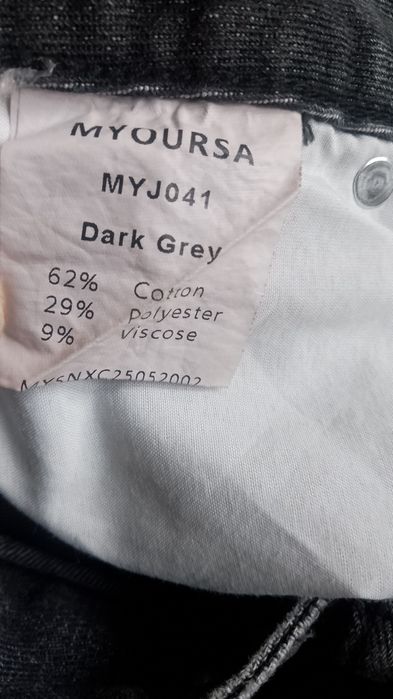 MYOURSA
MYJ041
Dark Grey
62% Cotton
29% Polyester
9% Viscose